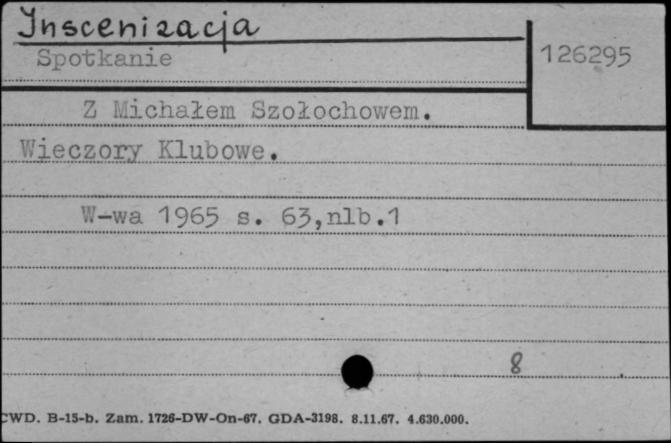 Inscenizacja
Spotkanie
126295
Z Michałem Szołochowem.
Wieczory Klubowe.
W-wa 1965 s. 63,nlb.1
8
CWD. B-15-b. Zam. 1726-DW-On-67. GDA-3198. 8.11.67. 4.630.000.